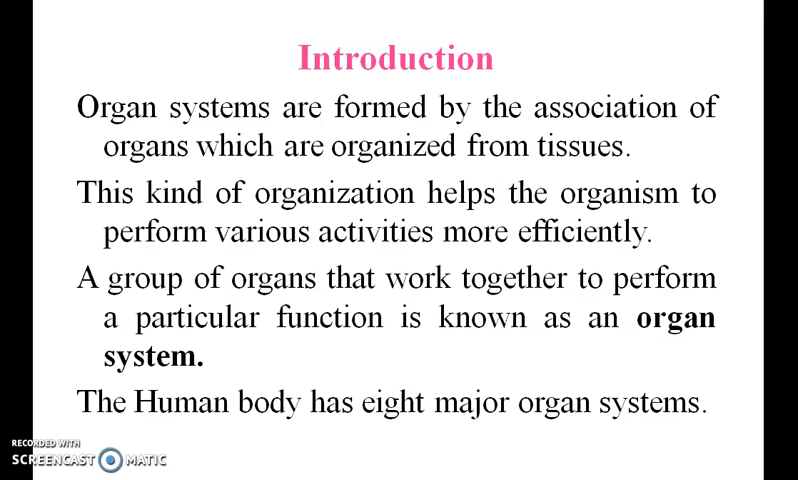 Introduction
Organ systems are formed by the association of
organs which are organized from tissues.
This kind of organization helps the organism to
perform various activities more efficiently.
A group of organs that work together to perform
a particular function is known as an organ
system.
The Human body has eight major organ systems.
RECORDED WITH
SCREENCAST MATIC